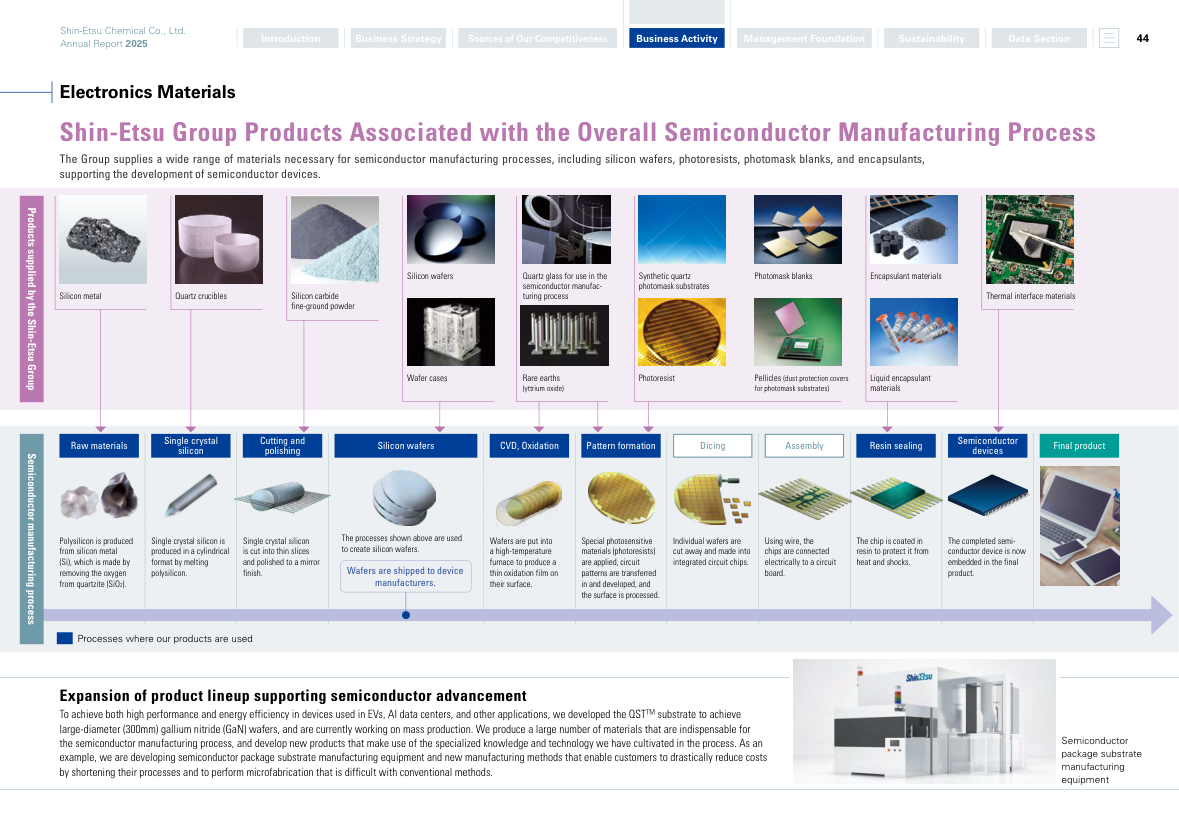 Shin-Etsu Chemical Co., Ltd.
Annual Report 2025
Introduction
Business Strategy
Sources of Our Competitiveness
Business Activity
Management Foundation
Sustainability
Data Section
44
Electronics Materials
Shin-Etsu Group Products Associated with the Overall Semiconductor Manufacturing Process
The Group supplies a wide range of materials necessary for semiconductor manufacturing processes, including silicon wafers, photoresists, photomask blanks, and encapsulants,
supporting the development of semiconductor devices.
Products supplied by the Shin-Etsu Group
Silicon metal
Quartz crucibles
Silicon carbide
fine-ground powder
Silicon wafers
Wafer cases
Quartz glass for use in the
semiconductor manufac-
turing process
Rare earths
(yttrium oxide)
Synthetic quartz
photomask substrates
Photoresist
Photomask blanks
Pellicles (dust protection covers
for photomask substrates)
Encapsulant materials
Liquid encapsulant
materials
Thermal interface materials
Semiconductor manufacturing process
Raw materials
Polysilicon is produced
from silicon metal
(Si), which is made by
removing the oxygen
from quartzite (SiO₂).
Single crystal
silicon
Single crystal silicon is
produced in a cylindrical
format by melting
polysilicon.
Cutting and
polishing
Single crystal silicon
is cut into thin slices
and polished to a mirror
finish.
Silicon wafers
The processes shown above are used
to create silicon wafers.
Wafers are shipped to device
manufacturers.
CVD, Oxidation
Wafers are put into
a high-temperature
furnace to produce a
thin oxidation film on
their surface.
Pattern formation
Special photosensitive
materials (photoresists)
are applied, circuit
patterns are transferred
in and developed, and
the surface is processed.
Dicing
Individual wafers are
cut away and made into
integrated circuit chips.
Assembly
Using wire, the
chips are connected
electrically to a circuit
board.
Resin sealing
The chip is coated in
resin to protect it from
heat and shocks.
Semiconductor
devices
The completed semi-
conductor device is now
embedded in the final
product.
Final product
Processes where our products are used
Expansion of product lineup supporting semiconductor advancement
To achieve both high performance and energy efficiency in devices used in EVs, AI data centers, and other applications, we developed the QST™ substrate to achieve
large-diameter (300mm) gallium nitride (GaN) wafers, and are currently working on mass production. We produce a large number of materials that are indispensable for
the semiconductor manufacturing process, and develop new products that make use of the specialized knowledge and technology we have cultivated in the process. As an
example, we are developing semiconductor package substrate manufacturing equipment and new manufacturing methods that enable customers to drastically reduce costs
by shortening their processes and to perform microfabrication that is difficult with conventional methods.
ShinEtsu
Semiconductor
package substrate
manufacturing
equipment